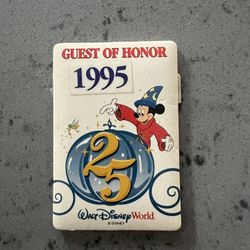 GUEST OF HONOR
1995
25
Walt Disney World
© DISNEY